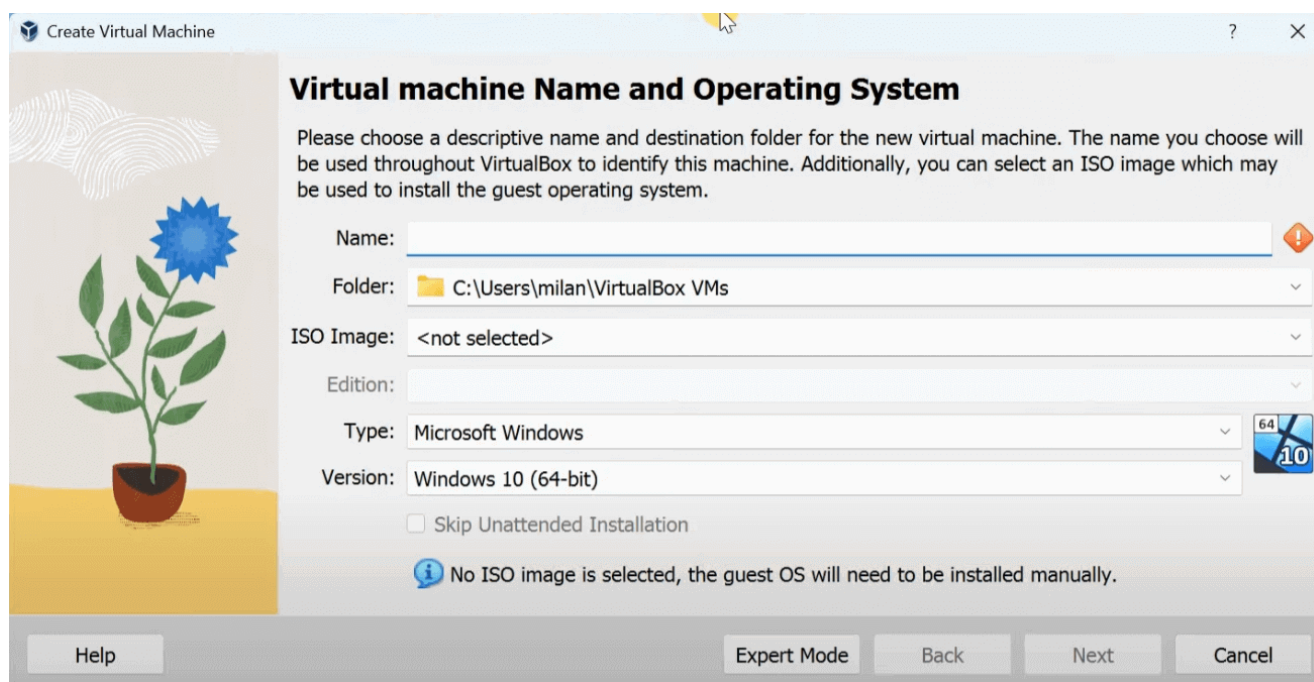 Create Virtual Machine
?
Virtual machine Name and Operating System
Please choose a descriptive name and destination folder for the new virtual machine. The name you choose will
be used throughout VirtualBox to identify this machine. Additionally, you can select an ISO image which may
be used to install the guest operating system.
Name:
Folder: C:\Users\milan\VirtualBox VMs
ISO Image: <not selected>
Edition:
Type: Microsoft Windows
64
10
Version: Windows 10 (64-bit)
Skip Unattended Installation
No ISO image is selected, the guest OS will need to be installed manually.
Help Expert Mode Back Next Cancel